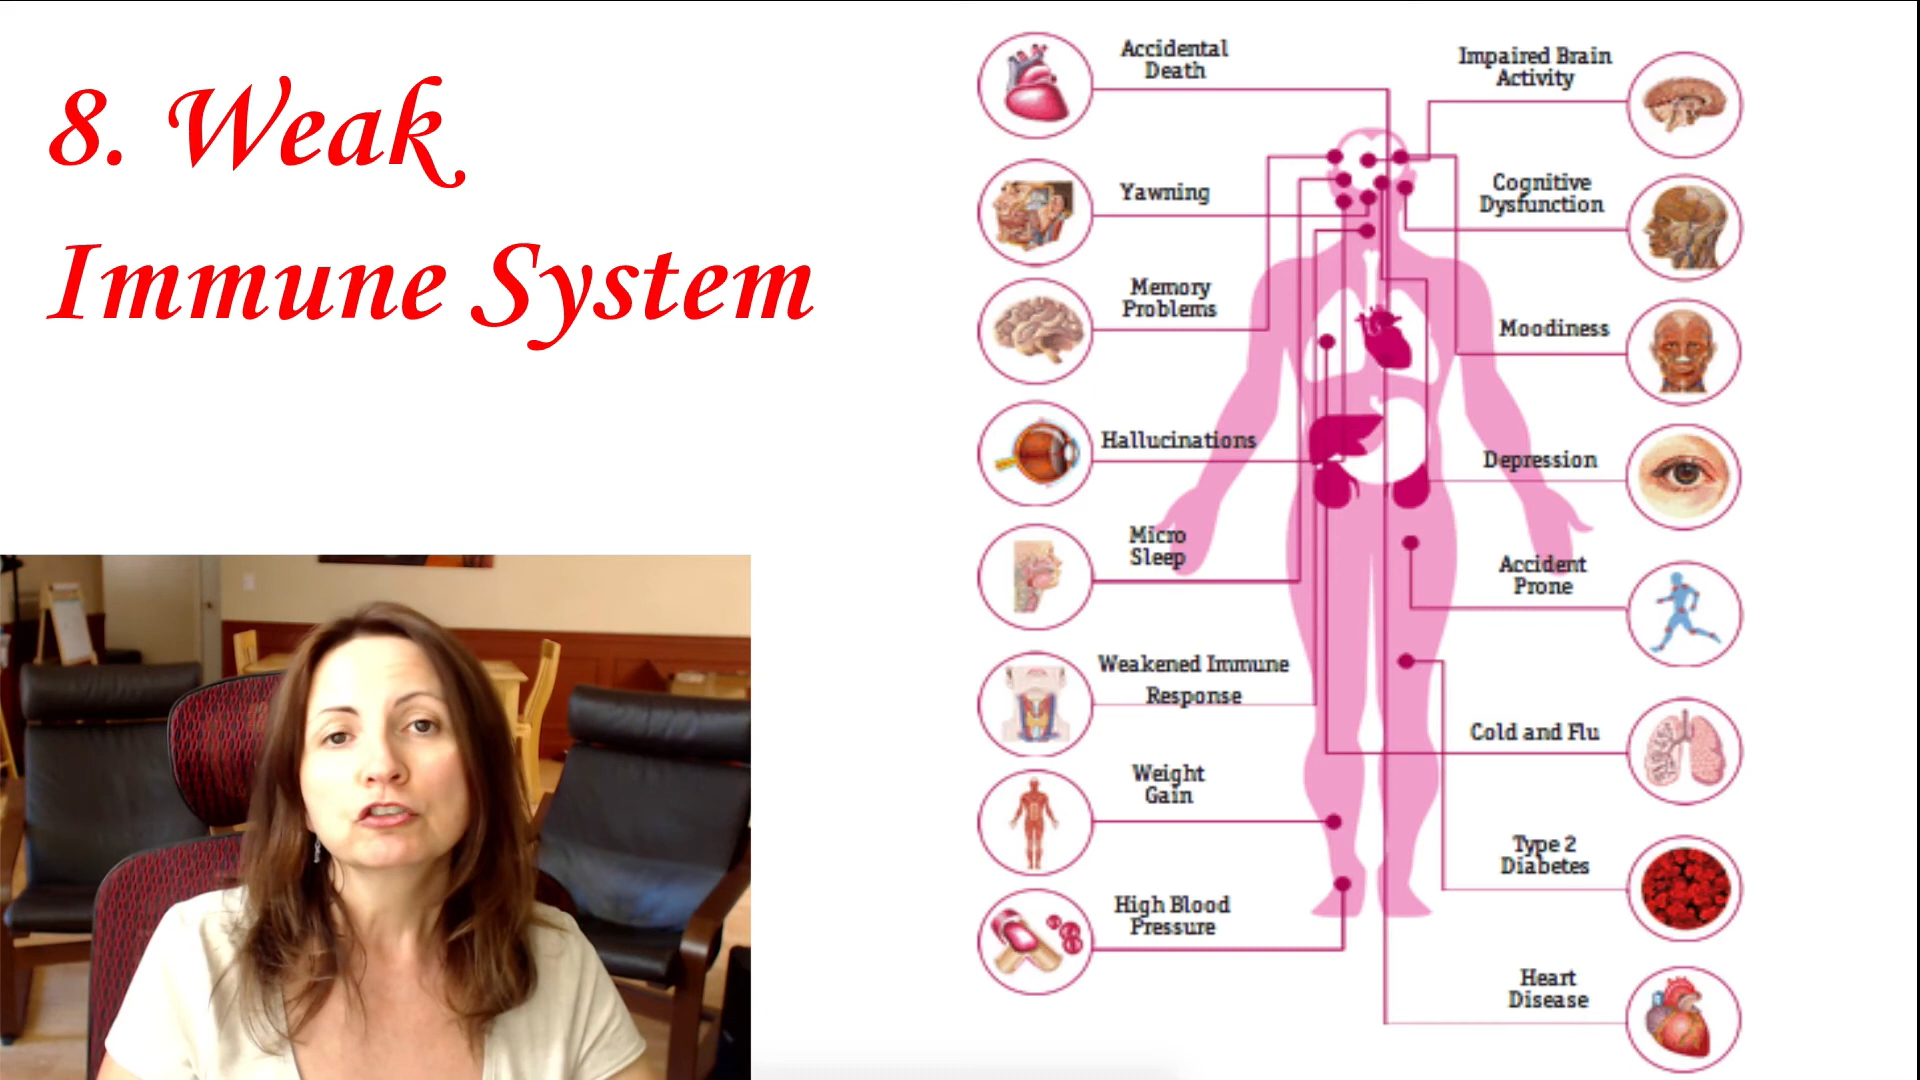 8. Weak
Immune System
Accidental
Death
Yawning
Memory
Problems
Hallucinations
Micro
Sleep
Weakened Immune
Response
Weight
Gain
High Blood
Pressure
Impaired Brain
Activity
Cognitive
Dysfunction
Moodiness
Depression
Accident
Prone
Cold and Flu
Type 2
Diabetes
Heart
Disease